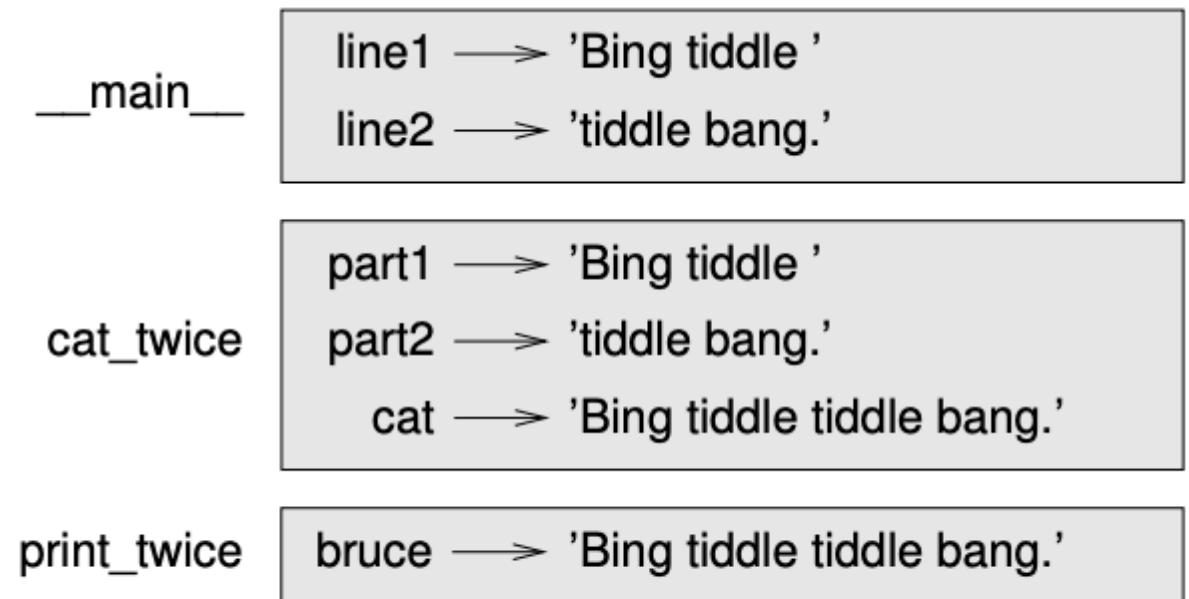 line1 → ’Bing tiddle ’
__main__
line2 → ’tiddle bang.’
part1 → ’Bing tiddle ’
cat_twice part2 → ’tiddle bang.’
cat → ’Bing tiddle tiddle bang.’
print_twice bruce → ’Bing tiddle tiddle bang.’